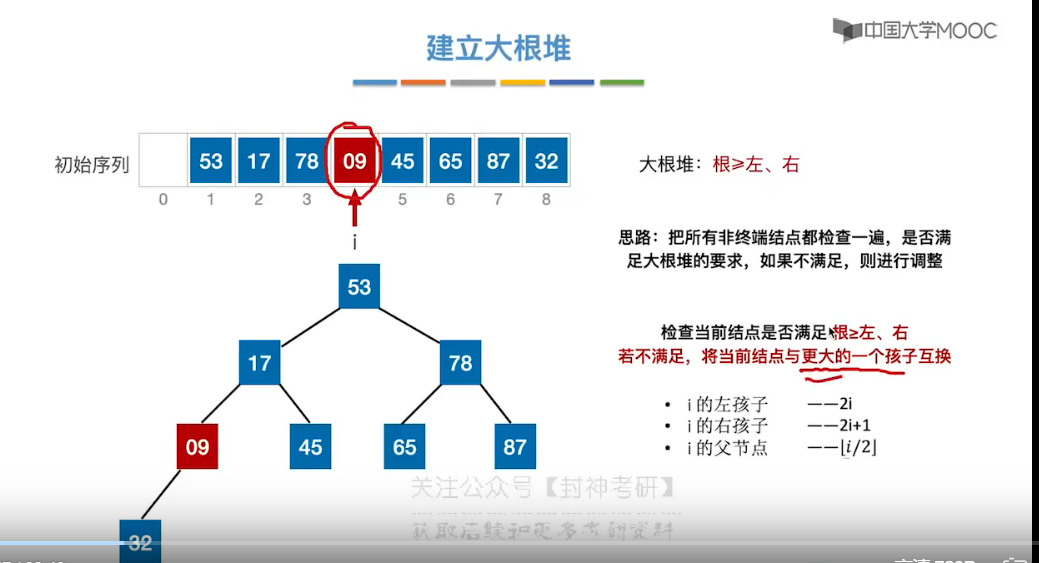 中国大学MOOC
建立大根堆
初始序列 53 17 78 09 45 65 87 32
0 1 2 3 5 6 7 8
i
大根堆：根≥左、右
思路：把所有非终端结点都检查一遍，是否满
足大根堆的要求，如果不满足，则进行调整
53
17 78
09 45 65 87
32
检查当前结点是否满足根≥左、右
若不满足，将当前结点与更大的一个孩子互换
• i 的左孩子 ——2i
• i 的右孩子 ——2i+1
• i 的父节点 ——⌊i/2⌋
关注公众号【封神考研】
获取后续和更多考研资料